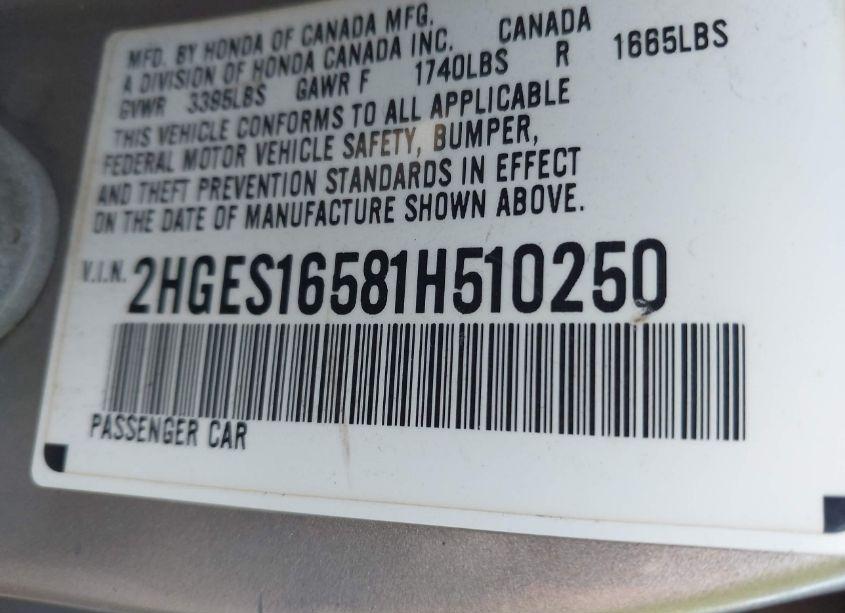 MFD. BY HONDA OF CANADA MFG. CANADA
A DIVISION OF HONDA CANADA INC.
GVWR 3395LBS GAWR F 1740LBS R 1665LBS
THIS VEHICLE CONFORMS TO ALL APPLICABLE
FEDERAL MOTOR VEHICLE SAFETY, BUMPER,
AND THEFT PREVENTION STANDARDS IN EFFECT
ON THE DATE OF MANUFACTURE SHOWN ABOVE.
V.I.N. 2HGES16581H510250
PASSENGER CAR